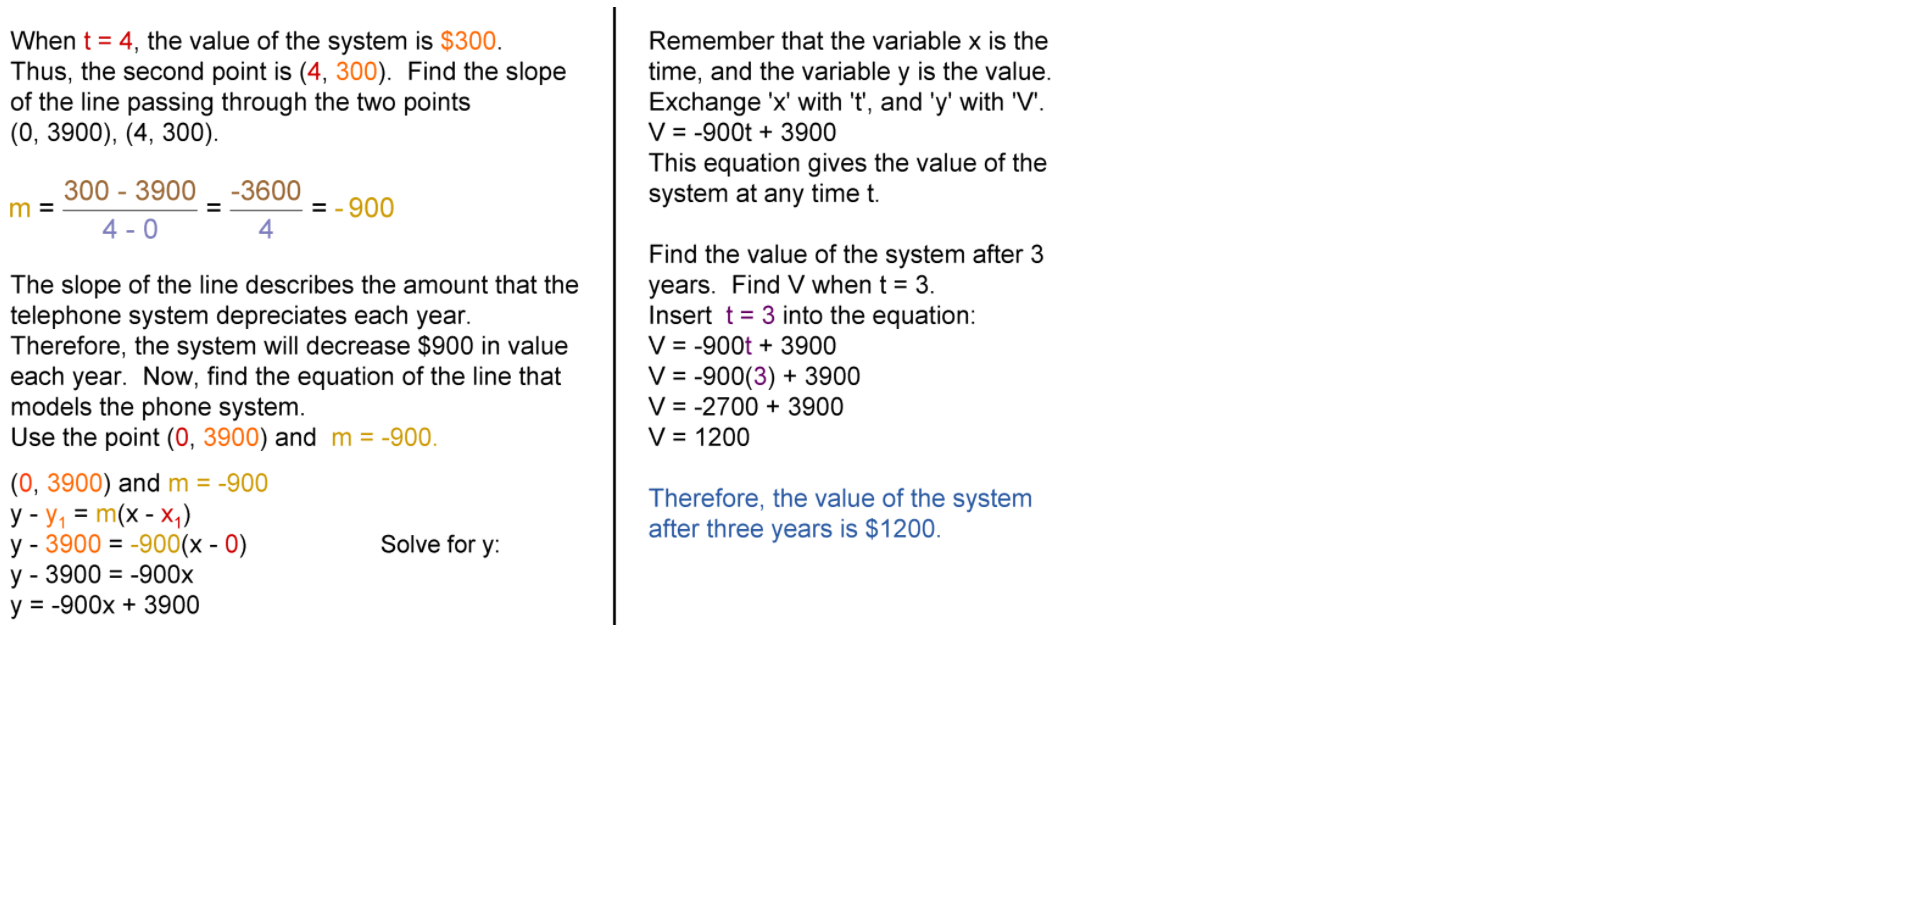 When t = 4, the value of the system is $300.
Thus, the second point is (4, 300).  Find the slope
of the line passing through the two points
(0, 3900), (4, 300).
m = 300 - 3900 / 4 - 0 = -3600 / 4 = - 900
The slope of the line describes the amount that the
telephone system depreciates each year.
Therefore, the system will decrease $900 in value
each year.  Now, find the equation of the line that
models the phone system.
Use the point (0, 3900) and  m = -900.
(0, 3900) and m = -900
y - y₁ = m(x - x₁)
y - 3900 = -900(x - 0) Solve for y:
y - 3900 = -900x
y = -900x + 3900
Remember that the variable x is the
time, and the variable y is the value.
Exchange 'x' with 't', and 'y' with 'V'.
V = -900t + 3900
This equation gives the value of the
system at any time t.
Find the value of the system after 3
years.  Find V when t = 3.
Insert  t = 3 into the equation:
V = -900t + 3900
V = -900(3) + 3900
V = -2700 + 3900
V = 1200
Therefore, the value of the system
after three years is $1200.